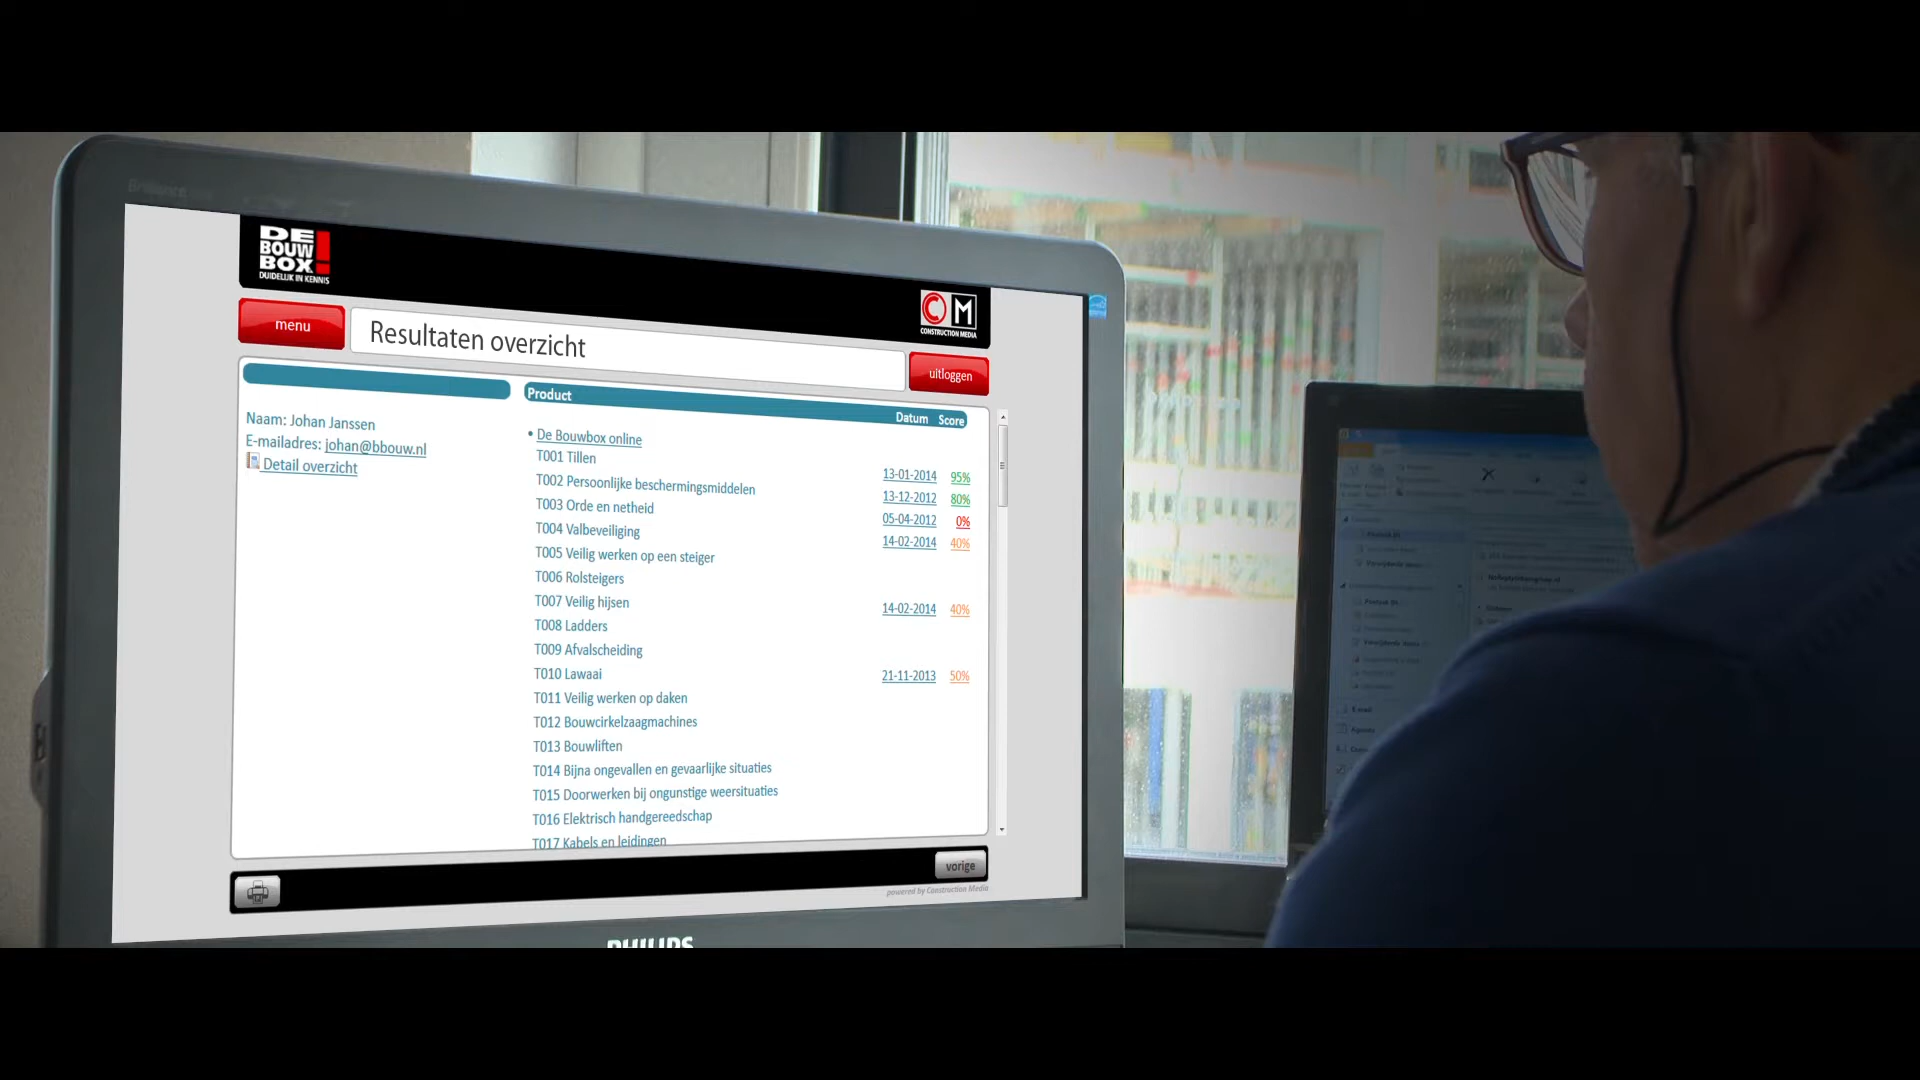 Brilliance
DE
BOUW
BOX!
DUIDELIJK IN KENNIS
CM
CONSTRUCTION MEDIA
menu
Resultaten overzicht
uitloggen
Product
Datum Score
Naam: Johan Janssen
E-mailadres: johan@bbouw.nl
Detail overzicht
• De Bouwbox online
T001 Tillen 13-01-2014 95%
T002 Persoonlijke beschermingsmiddelen 13-12-2012 80%
T003 Orde en netheid 05-04-2012 0%
T004 Valbeveiliging 14-02-2014 40%
T005 Veilig werken op een steiger
T006 Rolsteigers
T007 Veilig hijsen 14-02-2014 40%
T008 Ladders
T009 Afvalscheiding
T010 Lawaai 21-11-2013 50%
T011 Veilig werken op daken
T012 Bouwcirkelzaagmachines
T013 Bouwliften
T014 Bijna ongevallen en gevaarlijke situaties
T015 Doorwerken bij ongunstige weersituaties
T016 Elektrisch handgereedschap
T017 Kabels en leidingen
vorige
powered by Construction Media
PHILIPS
E-mail
Agenda